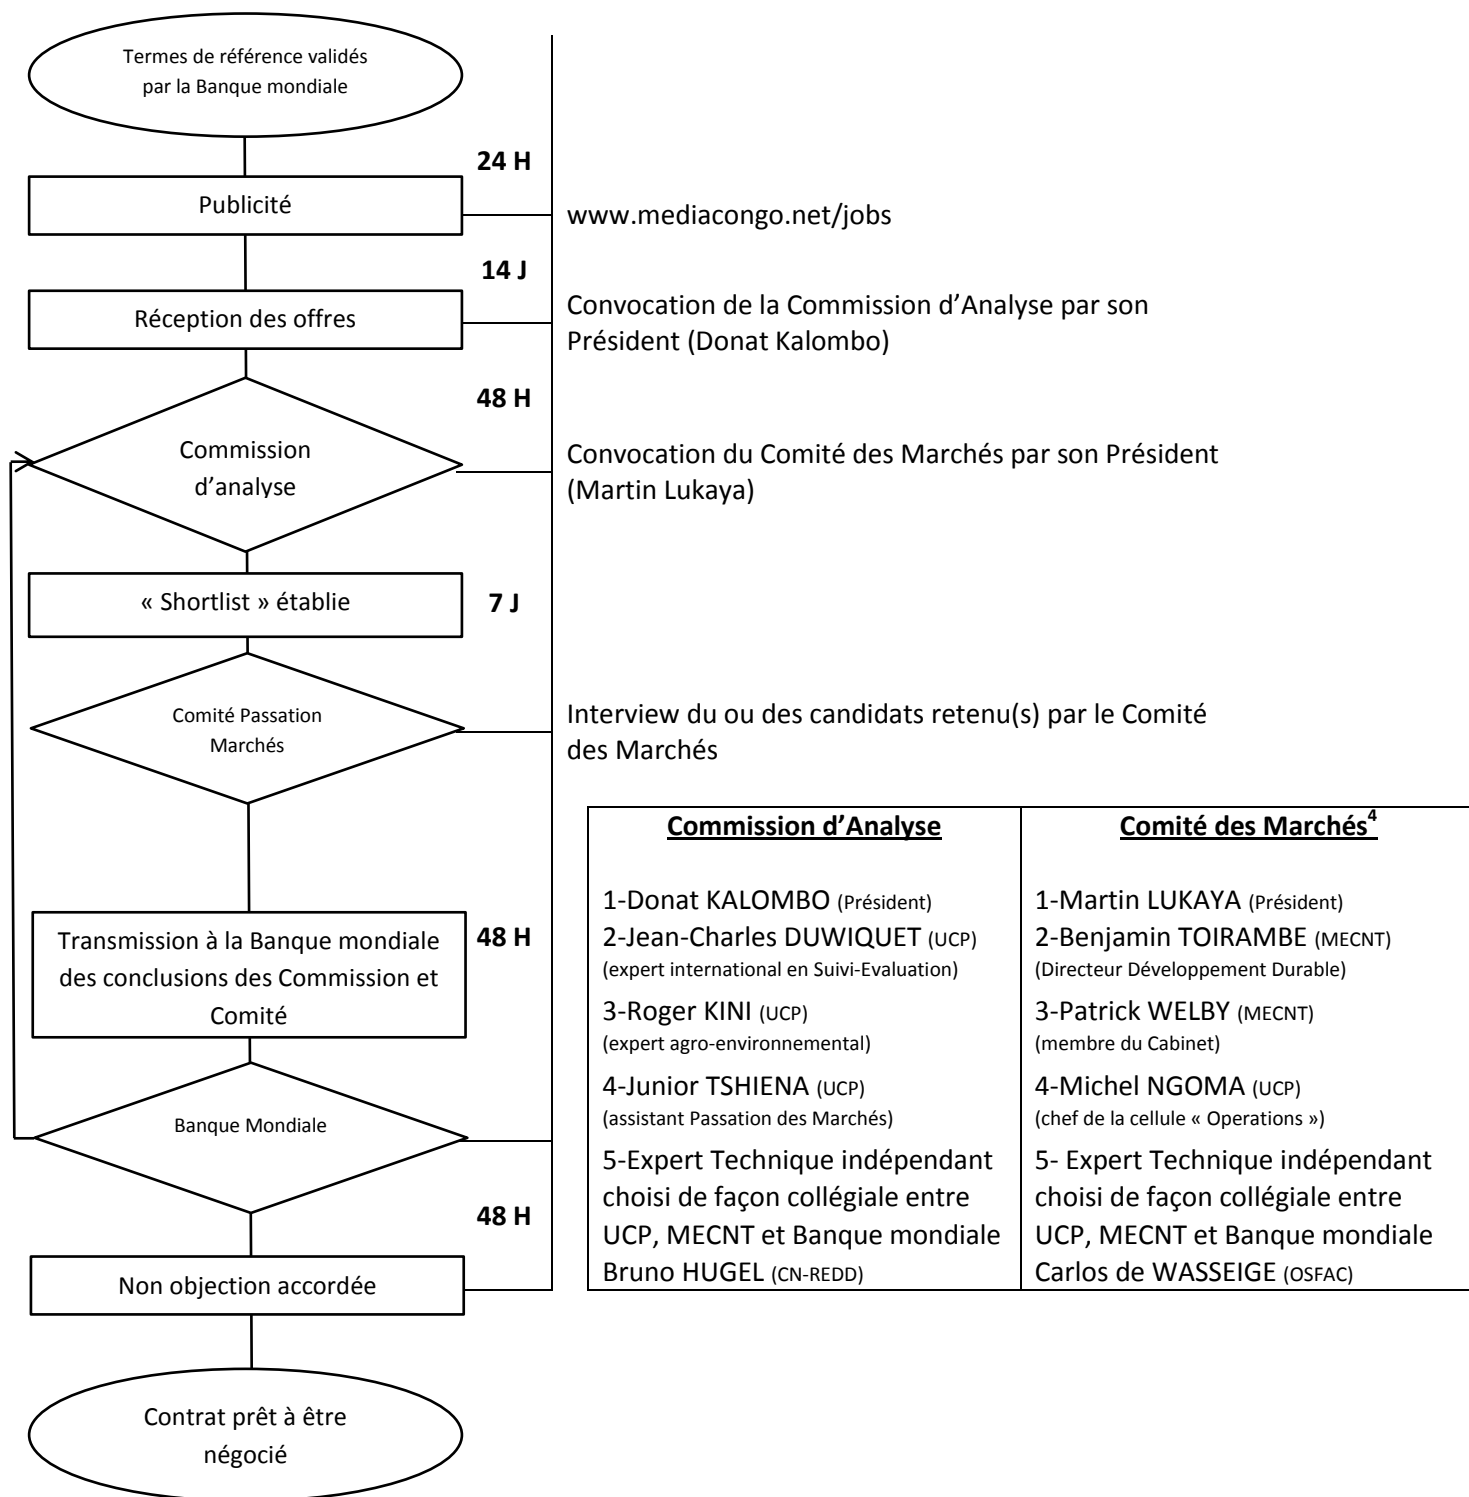 Termes de référence validés
par la Banque mondiale
24 H
Publicité
www.mediacongo.net/jobs
14 J
Réception des offres
Convocation de la Commission d’Analyse par son
Président (Donat Kalombo)
48 H
Commission
d’analyse
Convocation du Comité des Marchés par son Président
(Martin Lukaya)
« Shortlist » établie
7 J
Comité Passation
Marchés
Interview du ou des candidats retenu(s) par le Comité
des Marchés
Transmission à la Banque mondiale
des conclusions des Commission et
Comité
48 H
Banque Mondiale
48 H
Non objection accordée
Contrat prêt à être
négocié
Commission d’Analyse
1-Donat KALOMBO (Président)
2-Jean-Charles DUWIQUET (UCP)
(expert international en Suivi-Evaluation)
3-Roger KINI (UCP)
(expert agro-environnemental)
4-Junior TSHIENA (UCP)
(assistant Passation des Marchés)
5-Expert Technique indépendant
choisi de façon collégiale entre
UCP, MECNT et Banque mondiale
Bruno HUGEL (CN-REDD)
Comité des Marchés4
1-Martin LUKAYA (Président)
2-Benjamin TOIRAMBE (MECNT)
(Directeur Développement Durable)
3-Patrick WELBY (MECNT)
(membre du Cabinet)
4-Michel NGOMA (UCP)
(chef de la cellule « Operations »)
5- Expert Technique indépendant
choisi de façon collégiale entre
UCP, MECNT et Banque mondiale
Carlos de WASSEIGE (OSFAC)